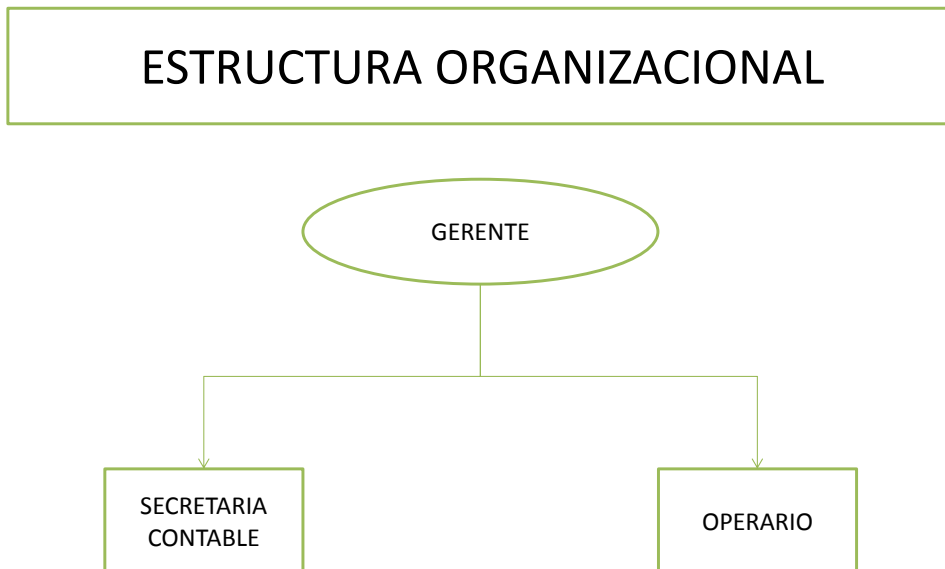 ESTRUCTURA ORGANIZACIONAL
GERENTE
SECRETARIA
CONTABLE
OPERARIO